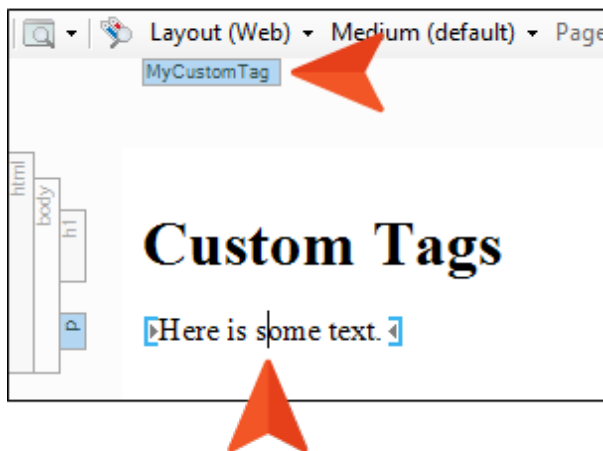 Layout (Web) Medium (default) Page
MyCustomTag
html
body
h1
Custom Tags
p
Here is some text.